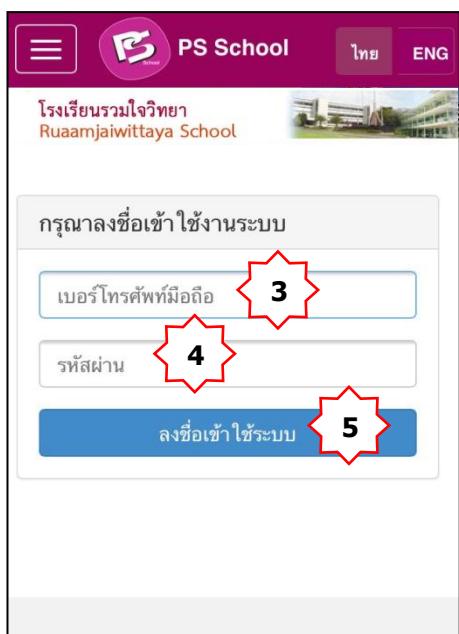 PS School
ไทย ENG
โรงเรียนรวมใจวิทยา
Ruaamjaiwittaya School
กรุณาลงชื่อเข้าใช้งานระบบ
เบอร์โทรศัพท์มือถือ 3
รหัสผ่าน 4
ลงชื่อเข้าใช้ระบบ 5